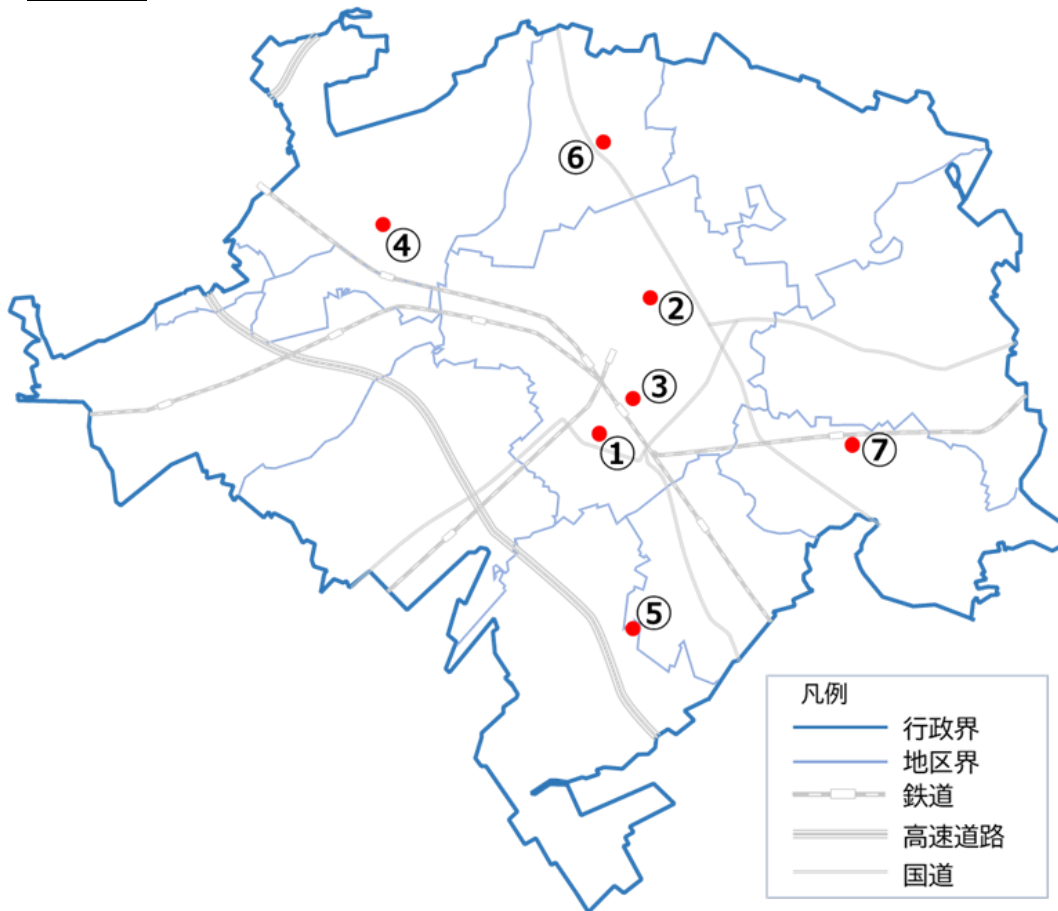 ⑥
④
②
③
①
⑦
⑤
凡例
行政界
地区界
鉄道
高速道路
国道